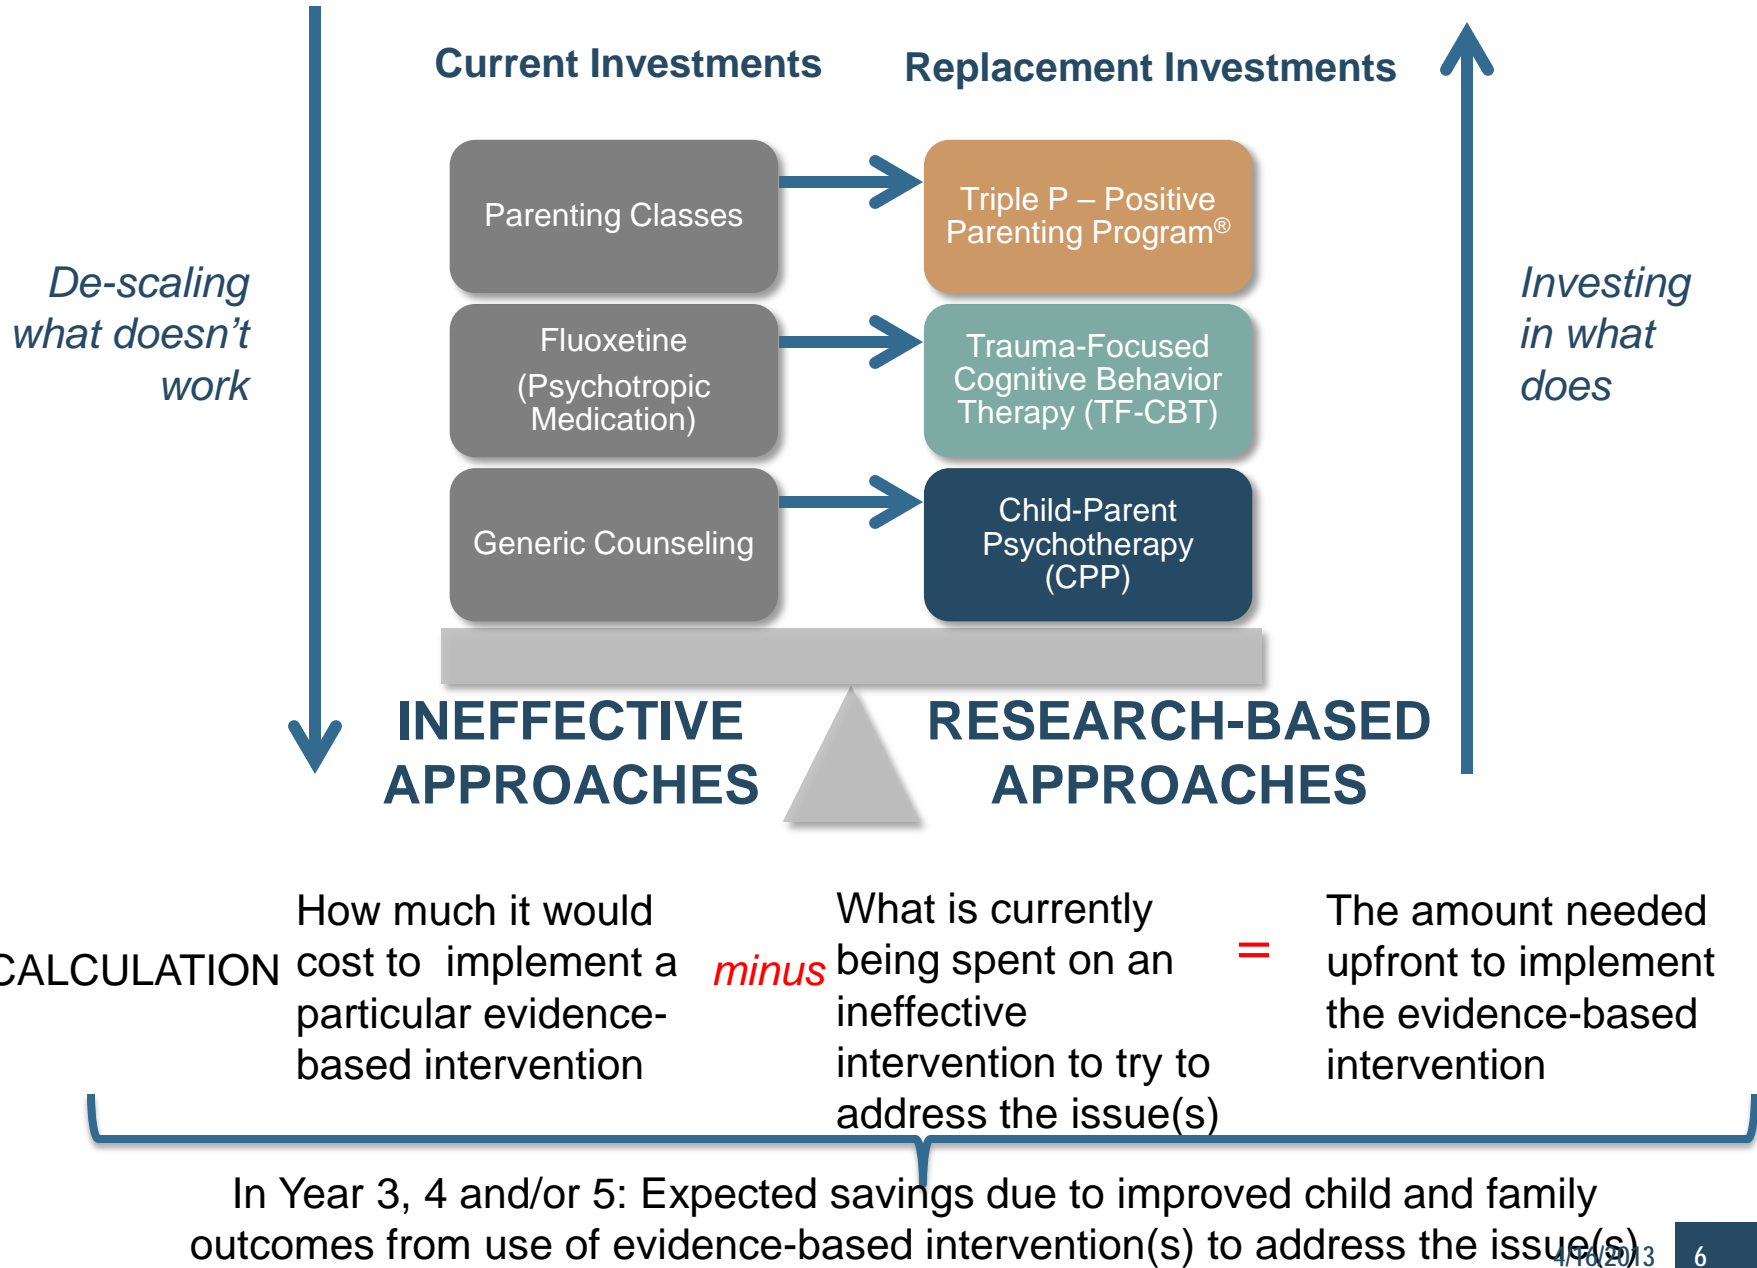 Current Investments
Replacement Investments
Parenting Classes
Triple P – Positive
Parenting Program®
De-scaling
what doesn’t
work
Fluoxetine
(Psychotropic
Medication)
Trauma-Focused
Cognitive Behavior
Therapy (TF-CBT)
Investing
in what
does
Generic Counseling
Child-Parent
Psychotherapy
(CPP)
INEFFECTIVE
APPROACHES
RESEARCH-BASED
APPROACHES
CALCULATION
How much it would
cost to implement a
particular evidence-
based intervention
minus
What is currently
being spent on an
ineffective
intervention to try to
address the issue(s)
=
The amount needed
upfront to implement
the evidence-based
intervention
In Year 3, 4 and/or 5: Expected savings due to improved child and family
outcomes from use of evidence-based intervention(s) to address the issue(s)
4/16/2013
6